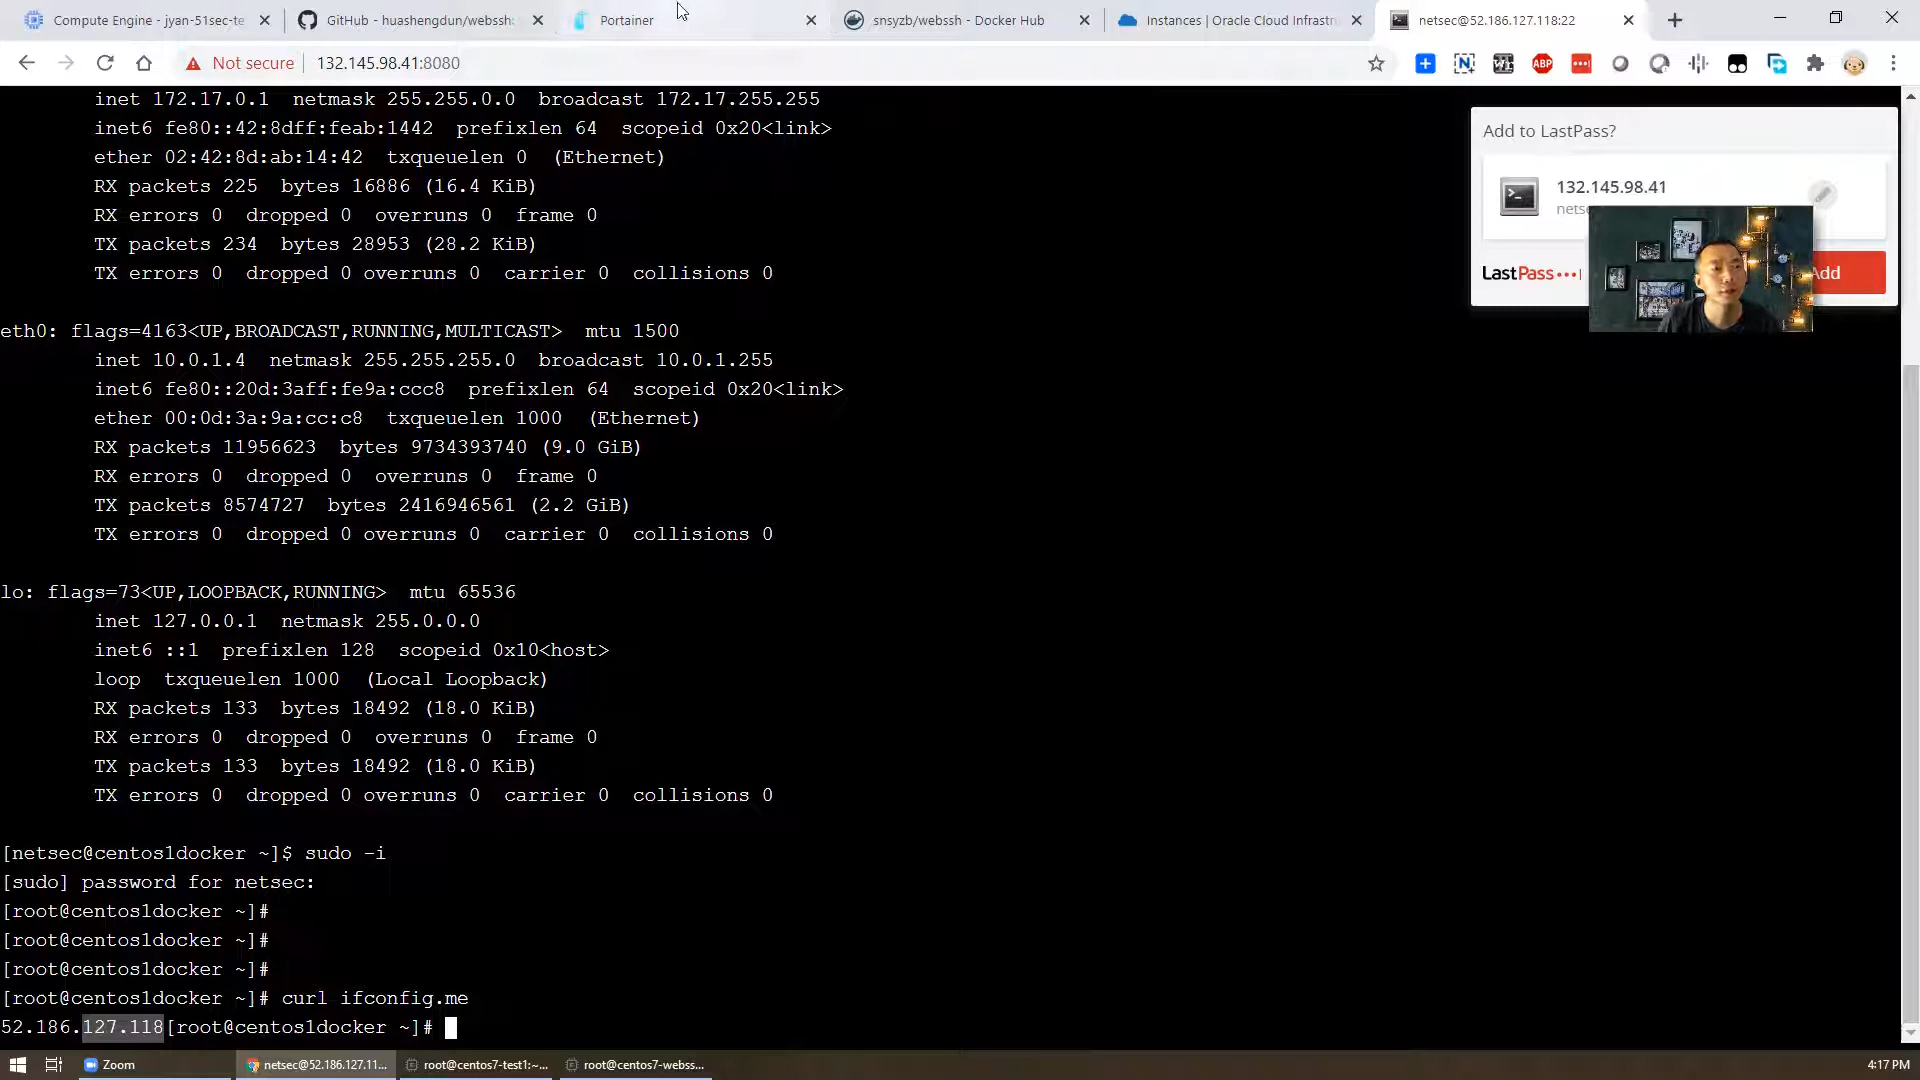 Compute Engine - jyan-51sec-te
GitHub - huashengdun/webssh:
Portainer
snsyzb/webssh - Docker Hub
Instances | Oracle Cloud Infrastru
netsec@52.186.127.118:22
Not secure
132.145.98.41:8080
ABP
inet 172.17.0.1 netmask 255.255.0.0 broadcast 172.17.255.255
inet6 fe80::42:8dff:feab:1442 prefixlen 64 scopeid 0x20<link>
ether 02:42:8d:ab:14:42 txqueuelen 0 (Ethernet)
RX packets 225 bytes 16886 (16.4 KiB)
RX errors 0 dropped 0 overruns 0 frame 0
TX packets 234 bytes 28953 (28.2 KiB)
TX errors 0 dropped 0 overruns 0 carrier 0 collisions 0
Add to LastPass?
132.145.98.41
netse
LastPass
Add
eth0: flags=4163<UP,BROADCAST,RUNNING,MULTICAST> mtu 1500
inet 10.0.1.4 netmask 255.255.255.0 broadcast 10.0.1.255
inet6 fe80::20d:3aff:fe9a:ccc8 prefixlen 64 scopeid 0x20<link>
ether 00:0d:3a:9a:cc:c8 txqueuelen 1000 (Ethernet)
RX packets 11956623 bytes 9734393740 (9.0 GiB)
RX errors 0 dropped 0 overruns 0 frame 0
TX packets 8574727 bytes 2416946561 (2.2 GiB)
TX errors 0 dropped 0 overruns 0 carrier 0 collisions 0
lo: flags=73<UP,LOOPBACK,RUNNING> mtu 65536
inet 127.0.0.1 netmask 255.0.0.0
inet6 ::1 prefixlen 128 scopeid 0x10<host>
loop txqueuelen 1000 (Local Loopback)
RX packets 133 bytes 18492 (18.0 KiB)
RX errors 0 dropped 0 overruns 0 frame 0
TX packets 133 bytes 18492 (18.0 KiB)
TX errors 0 dropped 0 overruns 0 carrier 0 collisions 0
[netsec@centos1docker ~]$ sudo -i
[sudo] password for netsec:
[root@centos1docker ~]#
[root@centos1docker ~]#
[root@centos1docker ~]#
[root@centos1docker ~]# curl ifconfig.me
52.186.127.118[root@centos1docker ~]#
Zoom
netsec@52.186.127.11...
root@centos7-test1:~...
root@centos7-webss...
4:17 PM